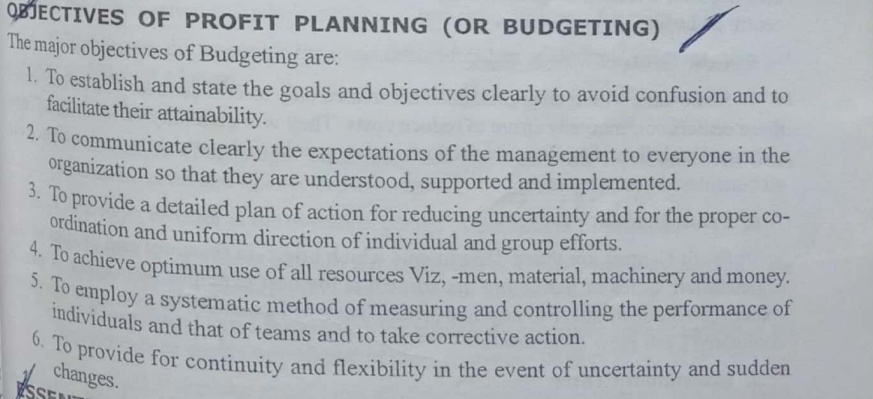 OBJECTIVES OF PROFIT PLANNING (OR BUDGETING)
The major objectives of Budgeting are:
1. To establish and state the goals and objectives clearly to avoid confusion and to
facilitate their attainability.
2. To communicate clearly the expectations of the management to everyone in the
organization so that they are understood, supported and implemented.
3. To provide a detailed plan of action for reducing uncertainty and for the proper co-
ordination and uniform direction of individual and group efforts.
4. To achieve optimum use of all resources Viz, -men, material, machinery and money.
5. To employ a systematic method of measuring and controlling the performance of
individuals and that of teams and to take corrective action.
6. To provide for continuity and flexibility in the event of uncertainty and sudden
changes.